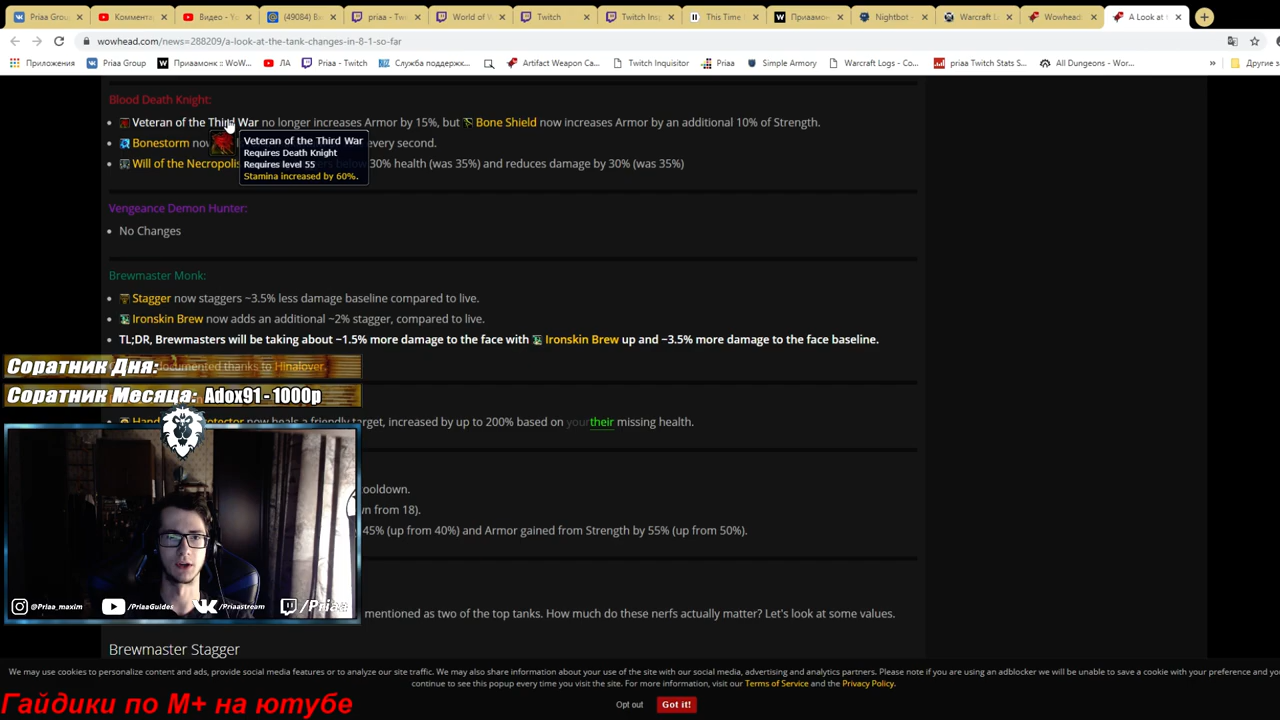 Priaa Grou
Коммента
Видео - Yo
(49084) Вх
priaa - Tw
World of W
Twitch
Twitch Insp
This Time I
Приаамонк
Nightbot
Warcraft L
Wowhead
A Look at
wowhead.com/news=288209/a-look-at-the-tank-changes-in-8-1-so-far
Приложения
Priaa Group
Приаамонк :: WoW...
ЛА
Priaa - Twitch
Служба поддержк...
Artifact Weapon Ca...
Twitch Inquisitor
Priaa
Simple Armory
Warcraft Logs - Co...
priaa Twitch Stats S...
All Dungeons - Wor...
»
Другие з
Blood Death Knight:
Veteran of the Third War no longer increases Armor by 15%, but Bone Shield now increases Armor by an additional 10% of Strength.
Bonestorm every second.
Will of the Necropolis 30% health (was 35%) and reduces damage by 30% (was 35%)
Veteran of the Third War
Requires Death Knight
Requires level 55
Stamina increased by 60%.
Vengeance Demon Hunter:
No Changes
Brewmaster Monk:
Stagger now staggers ~3.5% less damage baseline compared to live.
Ironskin Brew now adds an additional ~2% stagger, compared to live.
TL;DR, Brewmasters will be taking about ~1.5% more damage to the face with Ironskin Brew up and ~3.5% more damage to the face baseline.
documented thanks to Hinalover.
Соратник Дня:
Соратник Месяца: Adox91 - 1000р
now heals a friendly target, increased by up to 200% based on your their missing health.
cooldown.
from 18).
45% (up from 40%) and Armor gained from Strength by 55% (up from 50%).
mentioned as two of the top tanks. How much do these nerfs actually matter? Let's look at some values.
@Priaa_maxim
/PriaaGuides
/Priaastream
/Priaa
Brewmaster Stagger
We may use cookies to personalize content and ads, provide social media features or to analyze our site traffic. We may also share information about your use of the site with our social media, advertising and analytics partners. Please note if you are using an adblocker we will be unable to save a cookie with your preference and you
continue to see this popup every time you visit the site. For more information, visit our Terms of Service and the Privacy Policy.
Opt out
Got it!
Гайдики по М+ на ютубе